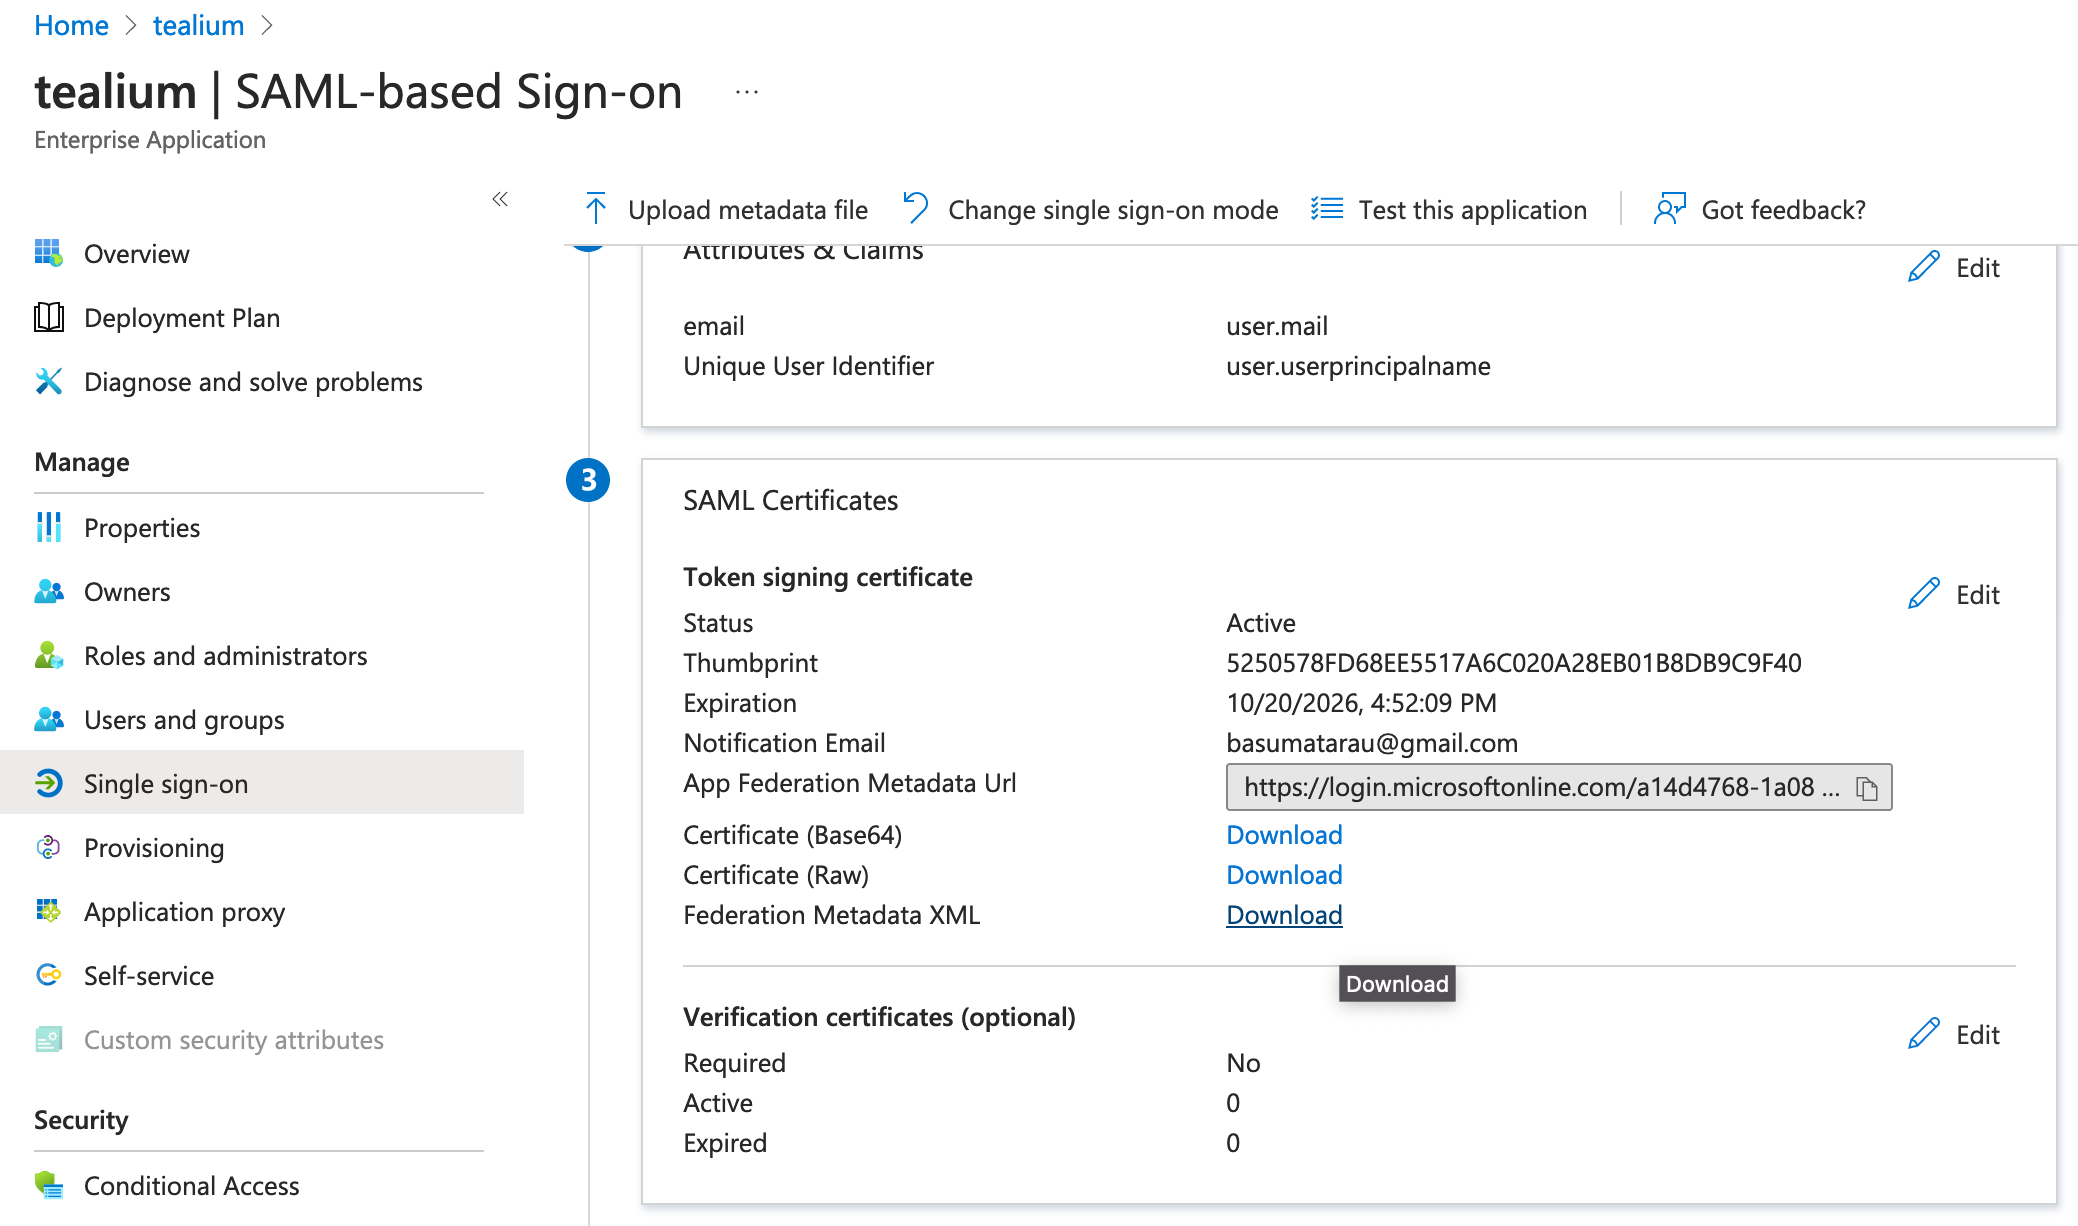 Home > tealium >
tealium | SAML-based Sign-on ...
Enterprise Application
«
Upload metadata file
Change single sign-on mode
Test this application
Got feedback?
Overview
Deployment Plan
Diagnose and solve problems
Manage
Properties
Owners
Roles and administrators
Users and groups
Single sign-on
Provisioning
Application proxy
Self-service
Custom security attributes
Security
Conditional Access
Attributes & Claims
Edit
email user.mail
Unique User Identifier user.userprincipalname
3
SAML Certificates
Token signing certificate
Edit
Status Active
Thumbprint 5250578FD68EE5517A6C020A28EB01B8DB9C9F40
Expiration 10/20/2026, 4:52:09 PM
Notification Email basumatarau@gmail.com
App Federation Metadata Url https://login.microsoftonline.com/a14d4768-1a08 ...
Certificate (Base64) Download
Certificate (Raw) Download
Federation Metadata XML Download
Download
Verification certificates (optional)
Edit
Required No
Active 0
Expired 0